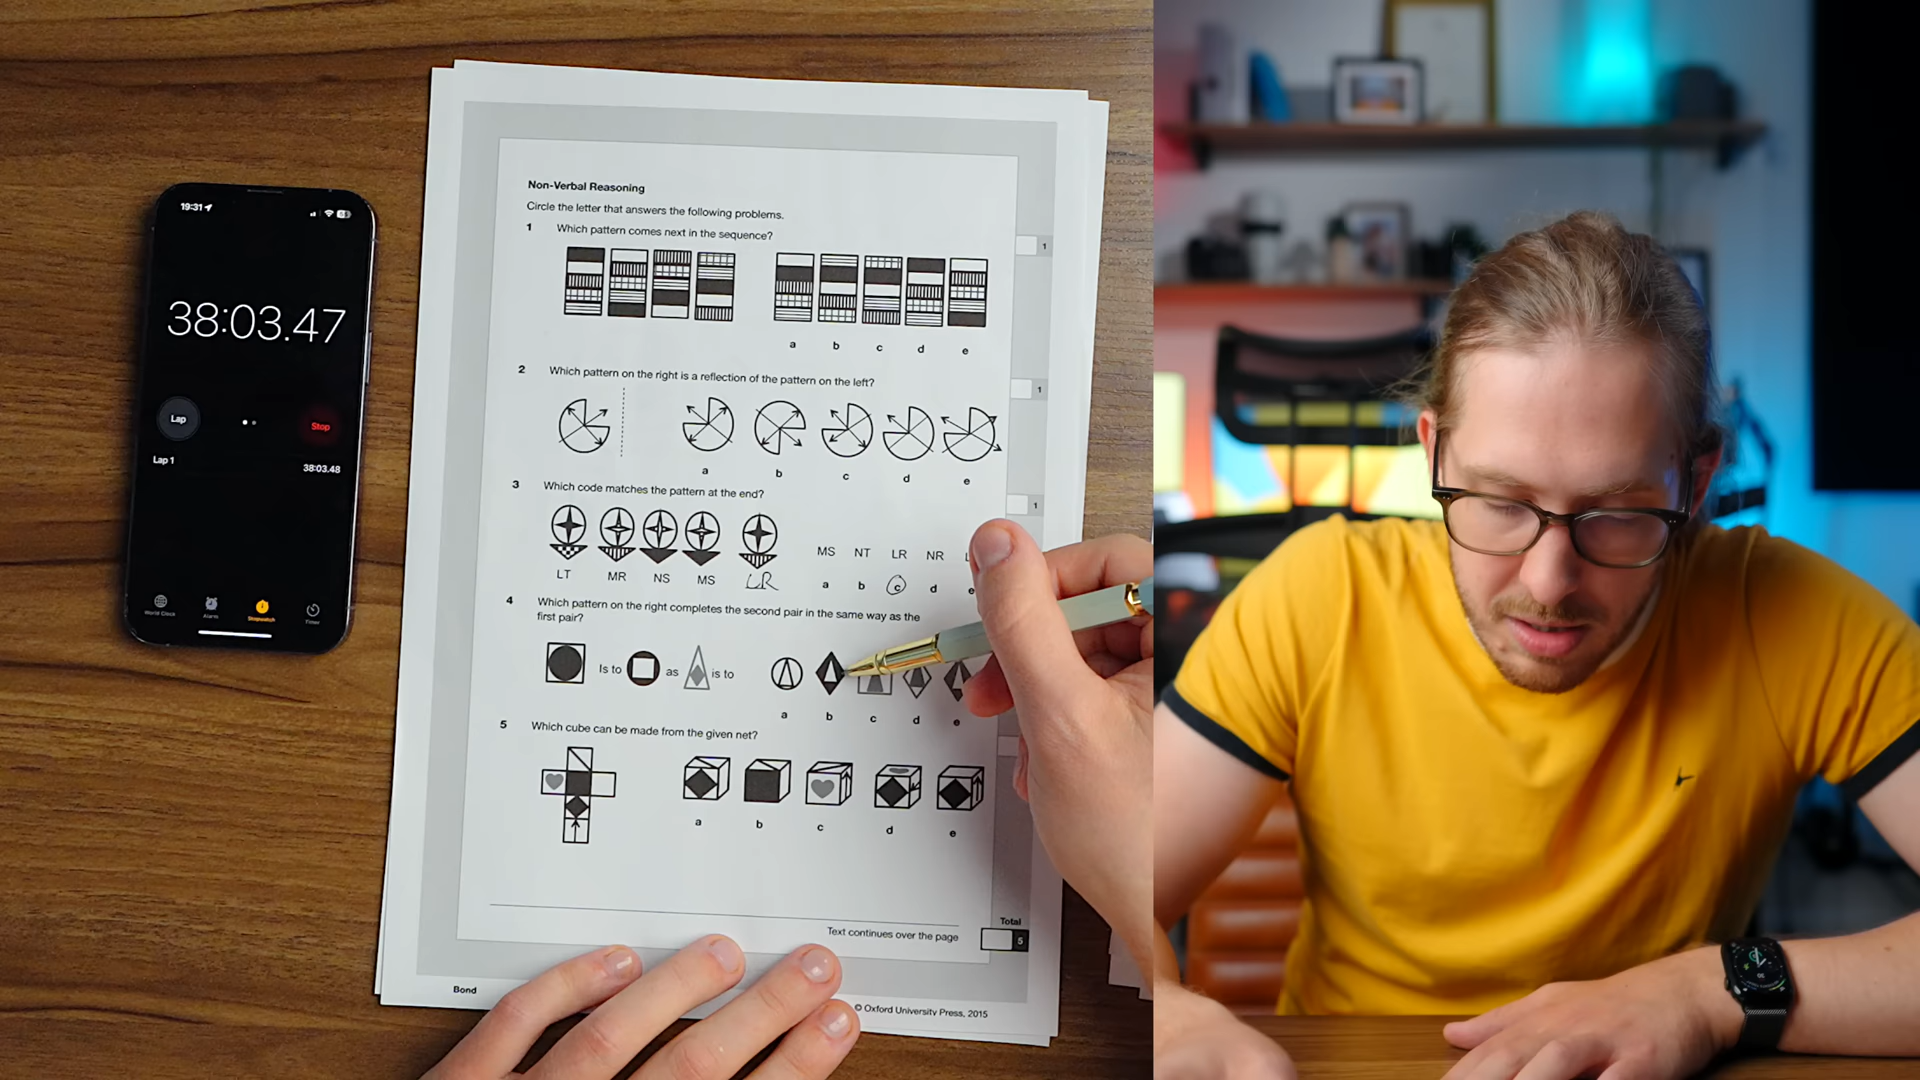 19:31
38:03.47
Lap
Stop
Lap 1
38:03.48
World Clock
Alarm
Stopwatch
Timer
Non-Verbal Reasoning
Circle the letter that answers the following problems.
1 Which pattern comes next in the sequence?
1
a b c d e
2 Which pattern on the right is a reflection of the pattern on the left?
1
a b c d e
3 Which code matches the pattern at the end?
1
MS NT LR NR
LT MR NS MS LR
a b c d e
4 Which pattern on the right completes the second pair in the same way as the
first pair?
Is to as is to
a b c d e
5 Which cube can be made from the given net?
a b c d e
Total
Text continues over the page
5
Bond
© Oxford University Press, 2015